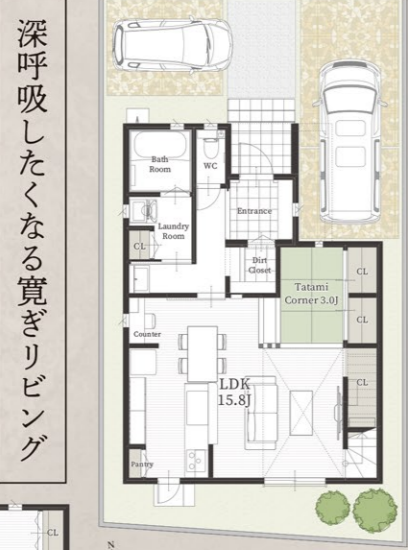 深呼吸したくなる寛ぎリビング
Bath
Room
WC
Entrance
Laundry
Room
CL
Dirt
Closet
Tatami
Corner 3.0J
CL
CL
Counter
LDK
15.8J
CL
Pantry
CL
N